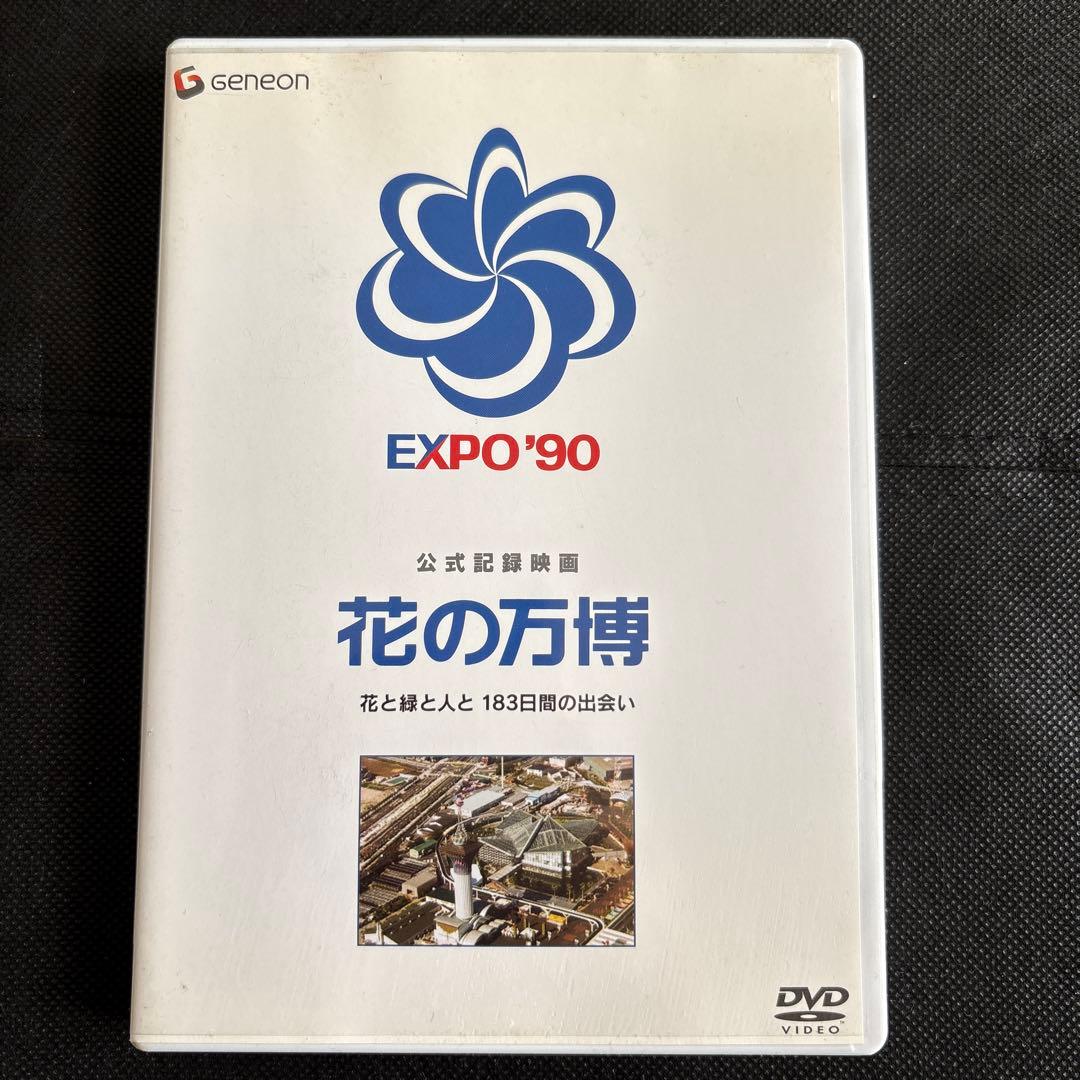 Geneon
EXPO '90
公式記録映画
花の万博
花と緑と人と 183日間の出会い
DVD
VIDEO